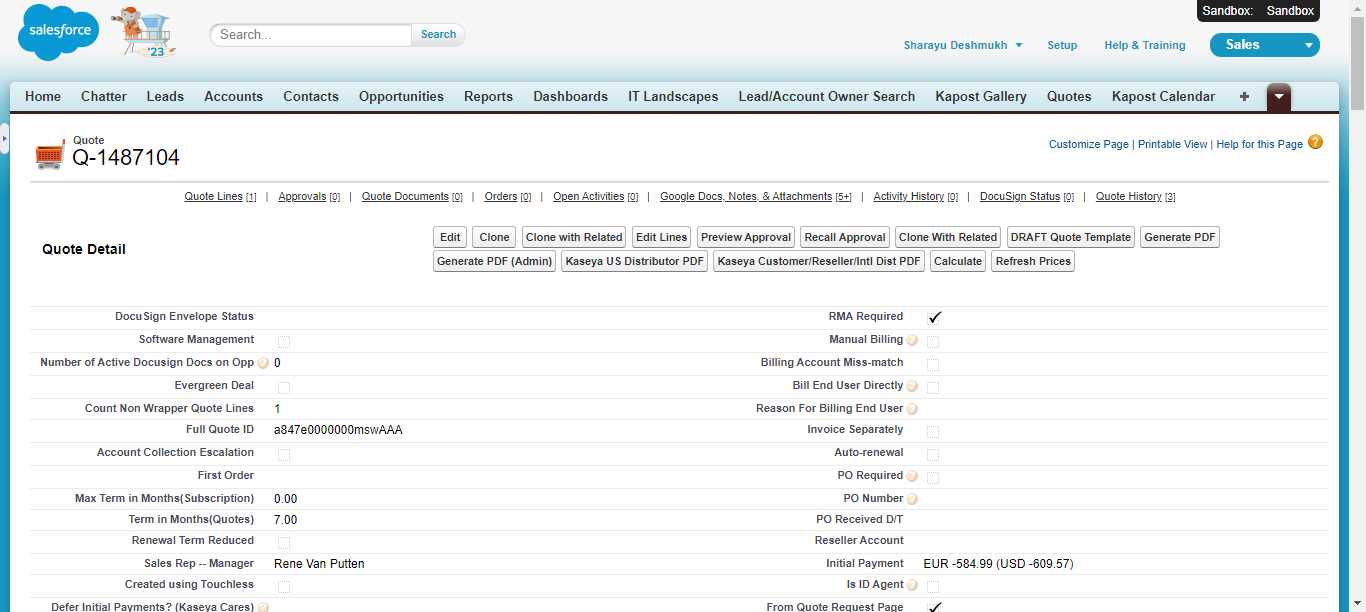 Sandbox: Sandbox
salesforce
'23
Search...
Search
Sharayu Deshmukh
Setup
Help & Training
Sales
Home Chatter Leads Accounts Contacts Opportunities Reports Dashboards IT Landscapes Lead/Account Owner Search Kapost Gallery Quotes Kapost Calendar +
Quote
Q-1487104
Customize Page | Printable View | Help for this Page ?
Quote Lines [1] | Approvals [0] | Quote Documents [0] | Orders [0] | Open Activities [0] | Google Docs, Notes, & Attachments [5+] | Activity History [0] | DocuSign Status [0] | Quote History [3]
Quote Detail
Edit Clone Clone with Related Edit Lines Preview Approval Recall Approval Clone With Related DRAFT Quote Template Generate PDF
Generate PDF (Admin) Kaseya US Distributor PDF Kaseya Customer/Reseller/Intl Dist PDF Calculate Refresh Prices
DocuSign Envelope Status RMA Required
Software Management Manual Billing ?
Number of Active Docusign Docs on Opp ? 0 Billing Account Miss-match
Evergreen Deal Bill End User Directly ?
Count Non Wrapper Quote Lines 1 Reason For Billing End User ?
Full Quote ID a847e0000000mswAAA Invoice Separately
Account Collection Escalation Auto-renewal
First Order PO Required ?
Max Term in Months(Subscription) 0.00 PO Number ?
Term in Months(Quotes) 7.00 PO Received D/T
Renewal Term Reduced Reseller Account
Sales Rep -- Manager Rene Van Putten Initial Payment EUR -584.99 (USD -609.57)
Created using Touchless Is ID Agent ?
Defer Initial Payments? (Kaseya Cares) ? From Quote Request Page